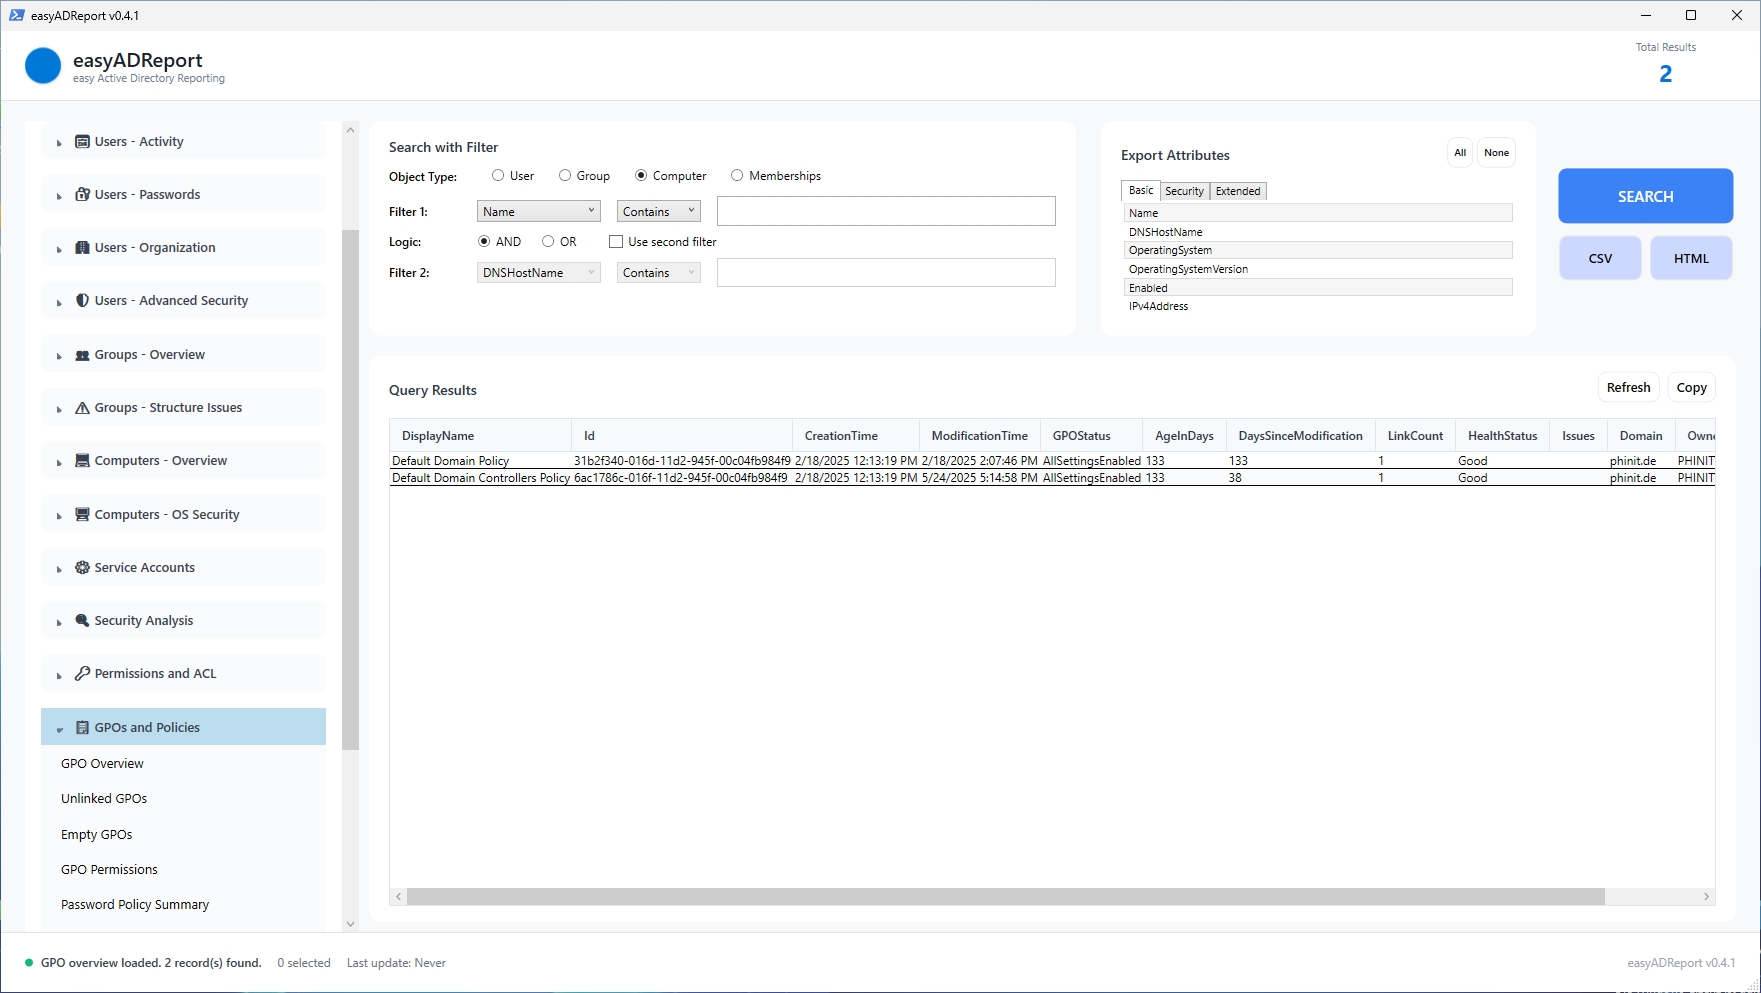 easyADReport v0.4.1
easyADReport
easy Active Directory Reporting
Total Results
2
Users - Activity
Users - Passwords
Users - Organization
Users - Advanced Security
Groups - Overview
Groups - Structure Issues
Computers - Overview
Computers - OS Security
Service Accounts
Security Analysis
Permissions and ACL
GPOs and Policies
GPO Overview
Unlinked GPOs
Empty GPOs
GPO Permissions
Password Policy Summary
Search with Filter
Object Type: User Group Computer Memberships
Filter 1: Name Contains
Logic: AND OR Use second filter
Filter 2: DNSHostName Contains
Export Attributes All None
Basic Security Extended
Name
DNSHostName
OperatingSystem
OperatingSystemVersion
Enabled
IPv4Address
SEARCH
CSV HTML
Query Results Refresh Copy
DisplayName Id CreationTime ModificationTime GPOStatus AgeInDays DaysSinceModification LinkCount HealthStatus Issues Domain Owne
Default Domain Policy 31b2f340-016d-11d2-945f-00c04fb984f9 2/18/2025 12:13:19 PM 2/18/2025 2:07:46 PM AllSettingsEnabled 133 133 1 Good phinit.de PHINIT
Default Domain Controllers Policy 6ac1786c-016f-11d2-945f-00c04fb984f9 2/18/2025 12:13:19 PM 5/24/2025 5:14:58 PM AllSettingsEnabled 133 38 1 Good phinit.de PHINIT
GPO overview loaded. 2 record(s) found. 0 selected Last update: Never
easyADReport v0.4.1